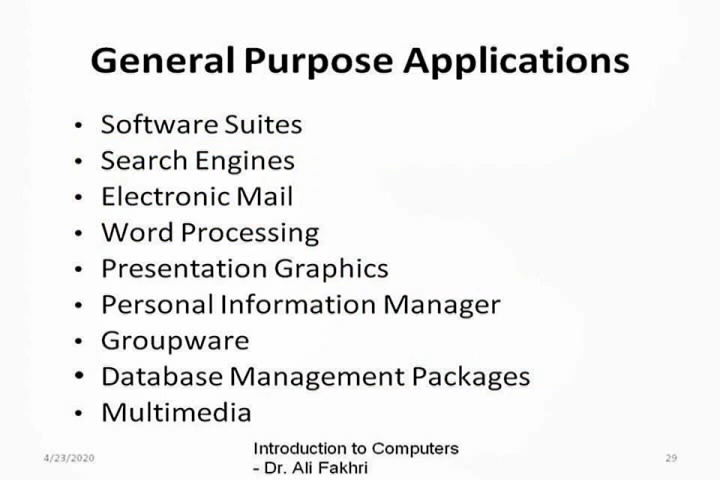 General Purpose Applications
• Software Suites
• Search Engines
• Electronic Mail
• Word Processing
• Presentation Graphics
• Personal Information Manager
• Groupware
• Database Management Packages
• Multimedia
4/23/2020
Introduction to Computers
- Dr. Ali Fakhri
29